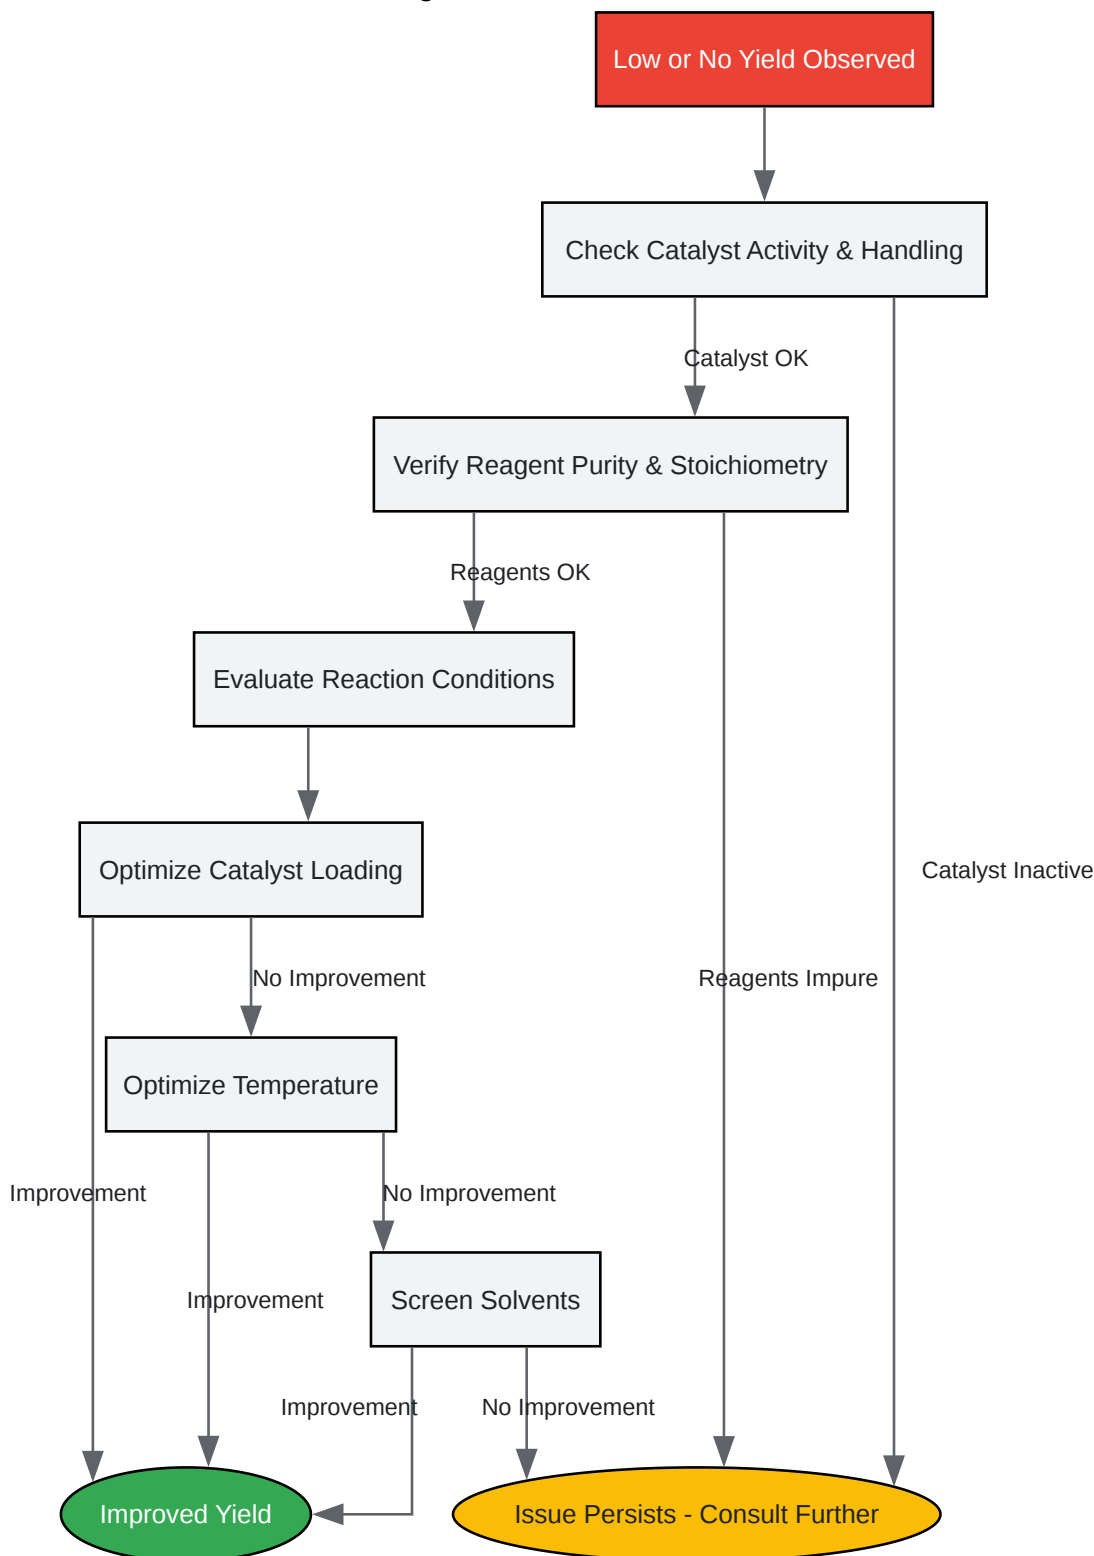 Low or No Yield Observed
Check Catalyst Activity & Handling
Catalyst OK
Verify Reagent Purity & Stoichiometry
Reagents OK
Evaluate Reaction Conditions
Optimize Catalyst Loading
Catalyst Inactive
No Improvement
Reagents Impure
Optimize Temperature
Improvement
No Improvement
Improvement
Screen Solvents
Improvement
No Improvement
Improved Yield
Issue Persists - Consult Further